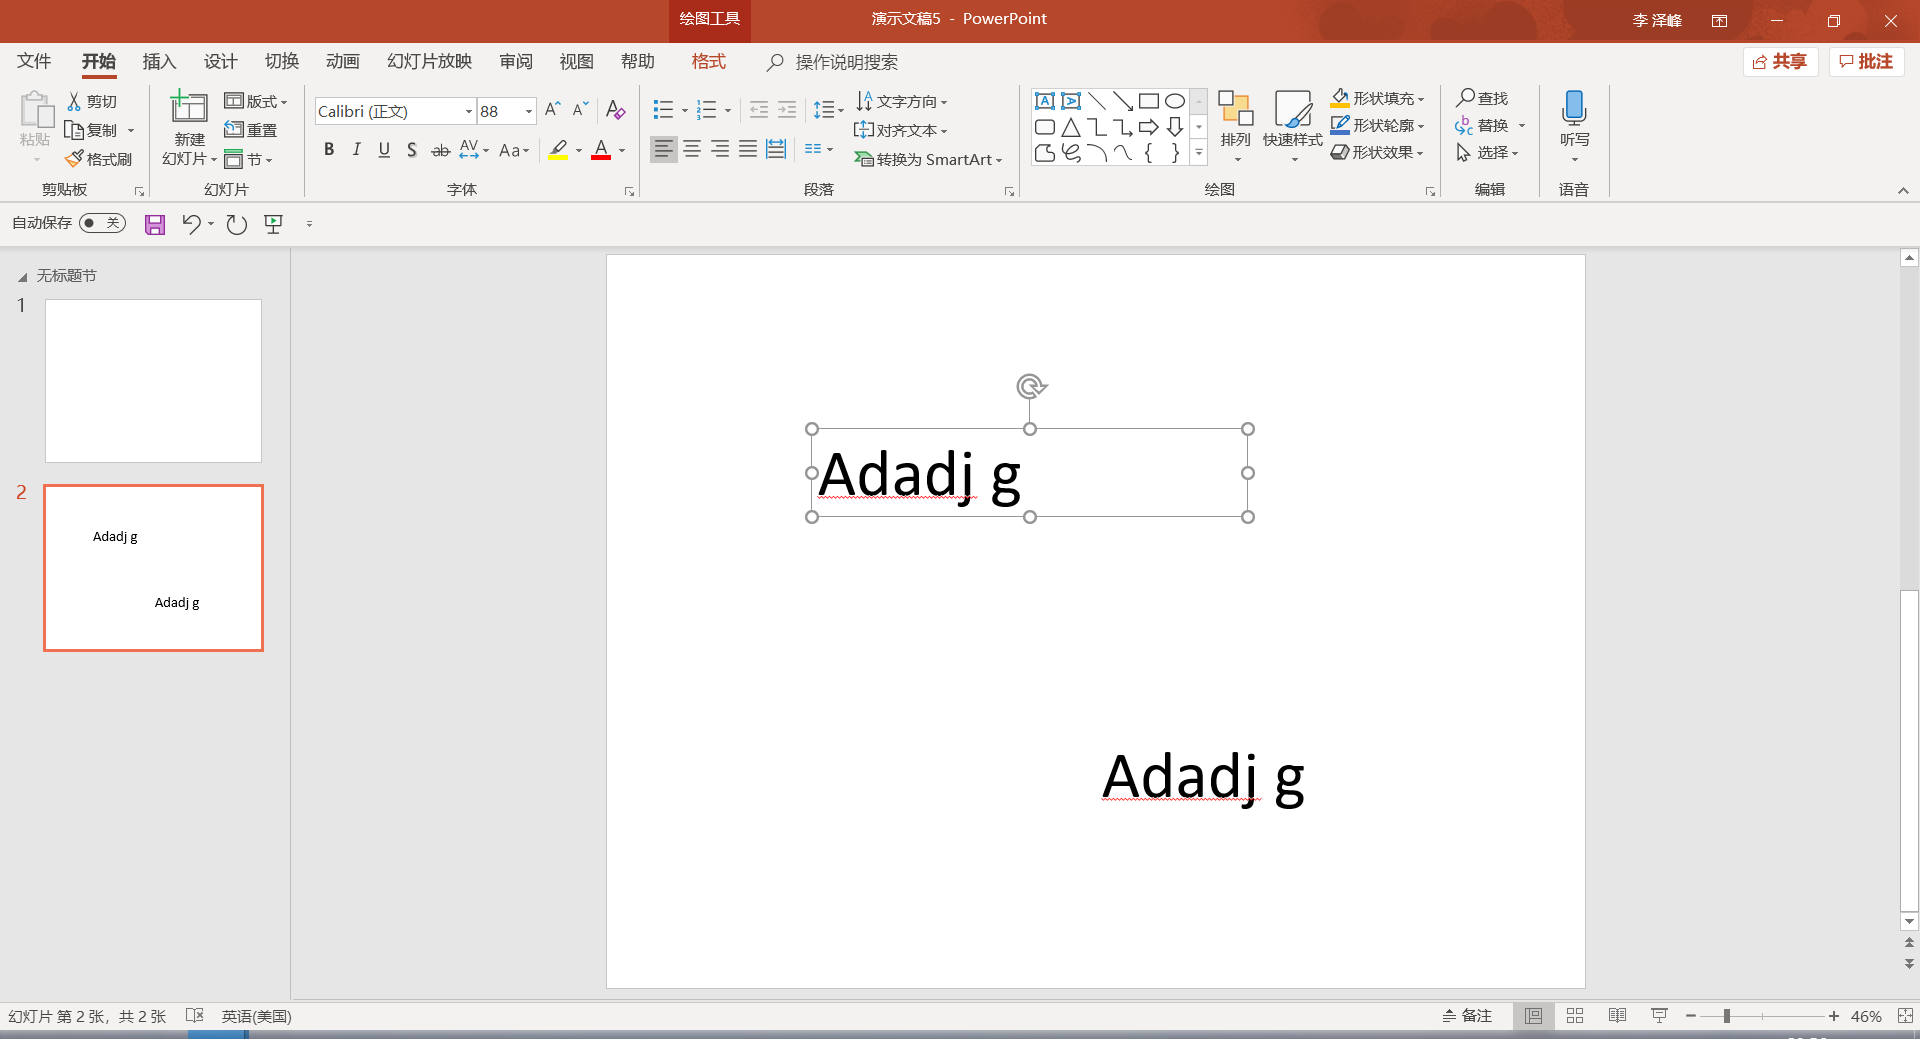 绘图工具
演示文稿5 - PowerPoint
李 泽峰
文件 开始 插入 设计 切换 动画 幻灯片放映 审阅 视图 帮助 格式 操作说明搜索
共享 批注
粘贴
剪切
复制
格式刷
剪贴板
新建
幻灯片
版式
重置
节
幻灯片
Calibri (正文) 88
B I U S ab AV Aa A
字体
文字方向
对齐文本
转换为 SmartArt
段落
排列
快速样式
形状填充
形状轮廓
形状效果
绘图
查找
替换
选择
编辑
听写
语音
自动保存 关
无标题节
1
2
Adadj g
Adadj g
Adadj g
Adadj g
幻灯片 第 2 张，共 2 张 英语(美国)
备注 46%